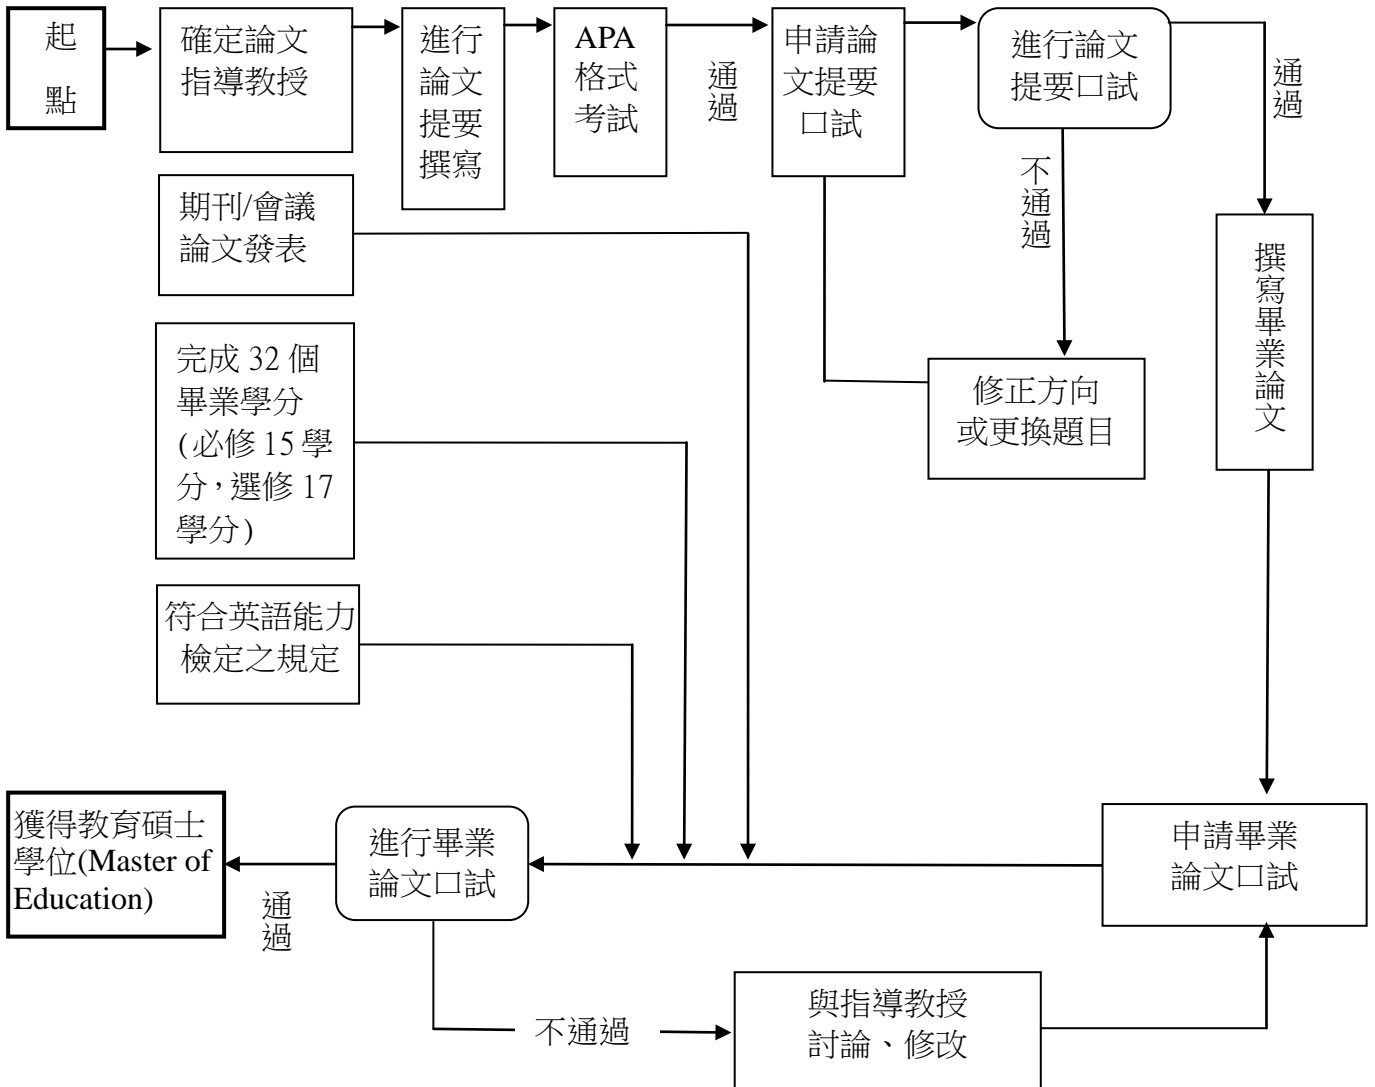 起
點
確定論文
指導教授
進行
論文
提要
撰寫
APA
格式
考試
通過
申請論
文提要
口試
進行論文
提要口試
通過
不通過
期刊/會議
論文發表
撰寫畢業論文
完成 32 個
畢業學分
(必修 15 學
分，選修 17
學分)
修正方向
或更換題目
符合英語能力
檢定之規定
獲得教育碩士
學位(Master of
Education)
通過
進行畢業
論文口試
申請畢業
論文口試
不通過
與指導教授
討論、修改